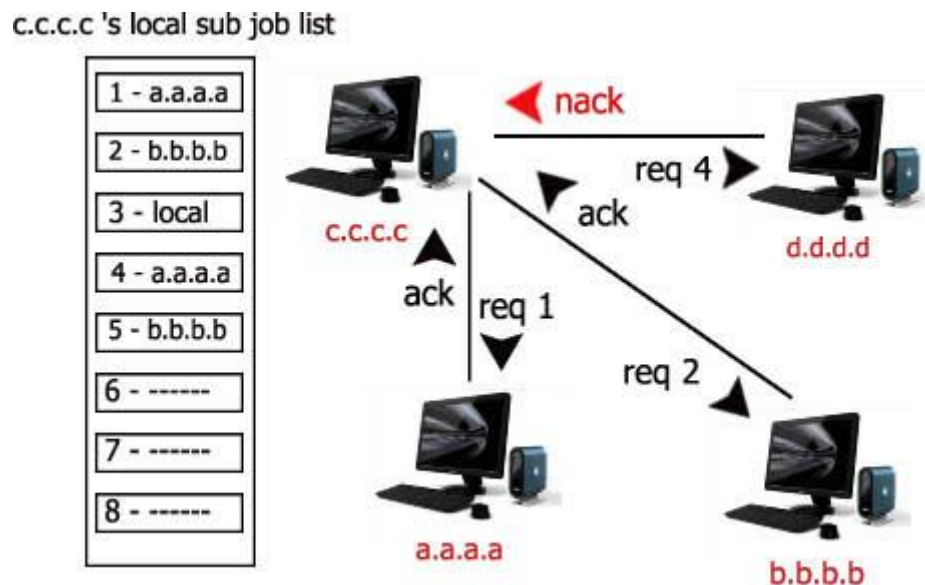 c.c.c.c 's local sub job list
1 - a.a.a.a
2 - b.b.b.b
3 - local
4 - a.a.a.a
5 - b.b.b.b
6 - ------
7 - ------
8 - ------
nack
req 4
ack
c.c.c.c
d.d.d.d
ack
req 1
req 2
a.a.a.a
b.b.b.b